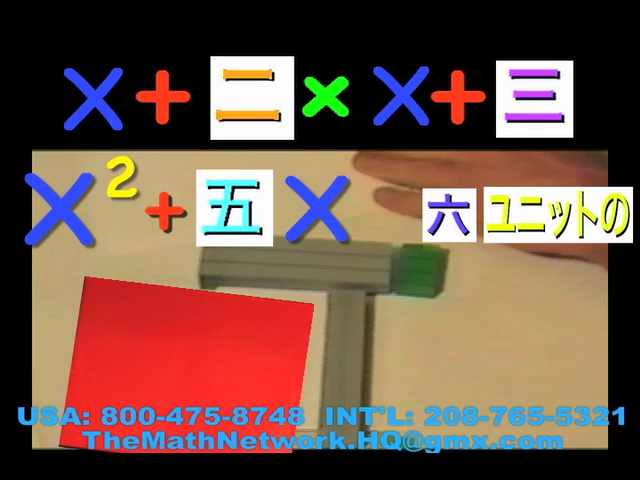 x + 二 × x + 三
x² + 五 x 六 ユニットの
USA: 800-475-8748 INT'L: 208-765-5321
TheMathNetwork.HQ@gmx.com